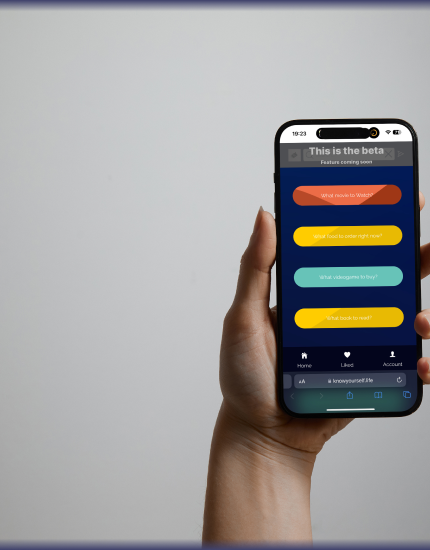 19:23
This is the beta
Feature coming soon
What movie to Watch?
What food to order right now?
What videogame to Buy?
What book to read?
Home
Liked
Account
AA
knowyourself.life